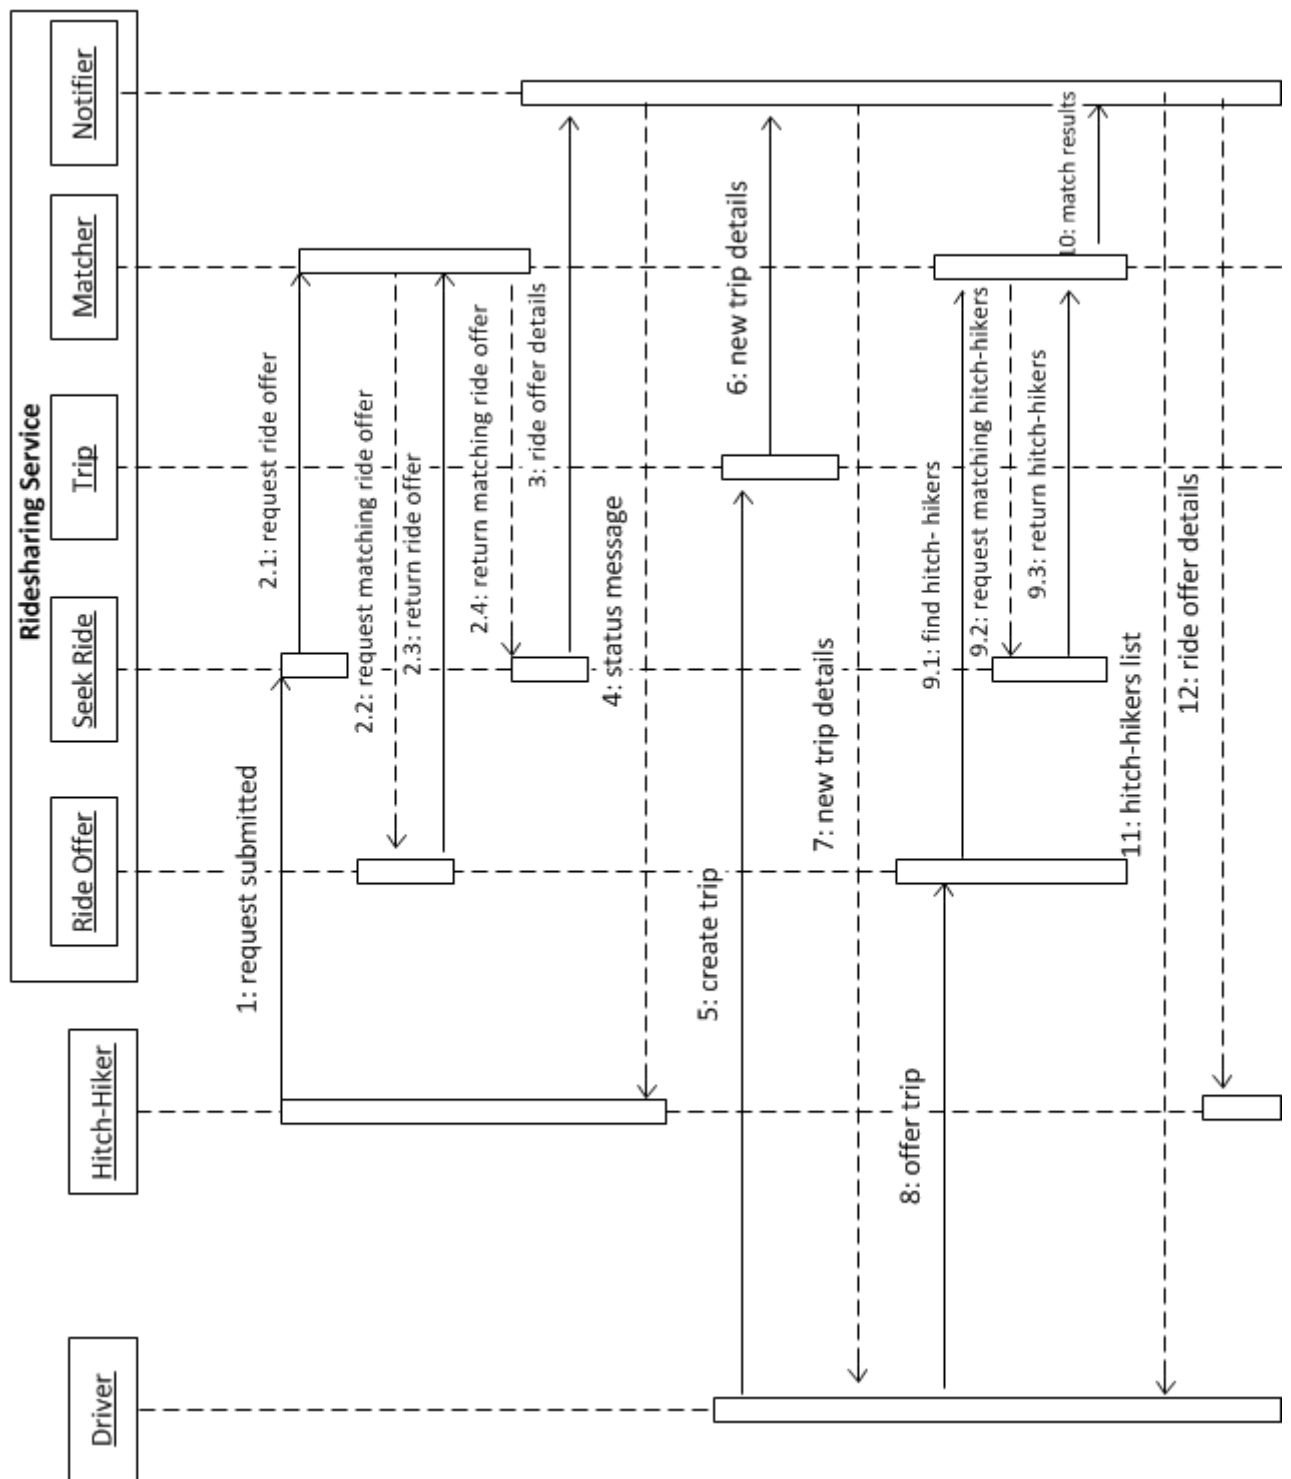 Ridesharing Service
Driver
Hitch-Hiker
Ride Offer
Seek Ride
Trip
Matcher
Notifier
1: request submitted
2.1: request ride offer
2.2: request matching ride offer
2.3: return ride offer
2.4: return matching ride offer
3: ride offer details
4: status message
5: create trip
6: new trip details
7: new trip details
8: offer trip
9.1: find hitch- hikers
9.2: request matching hitch-hikers
9.3: return hitch-hikers
10: match results
11: hitch-hikers list
12: ride offer details